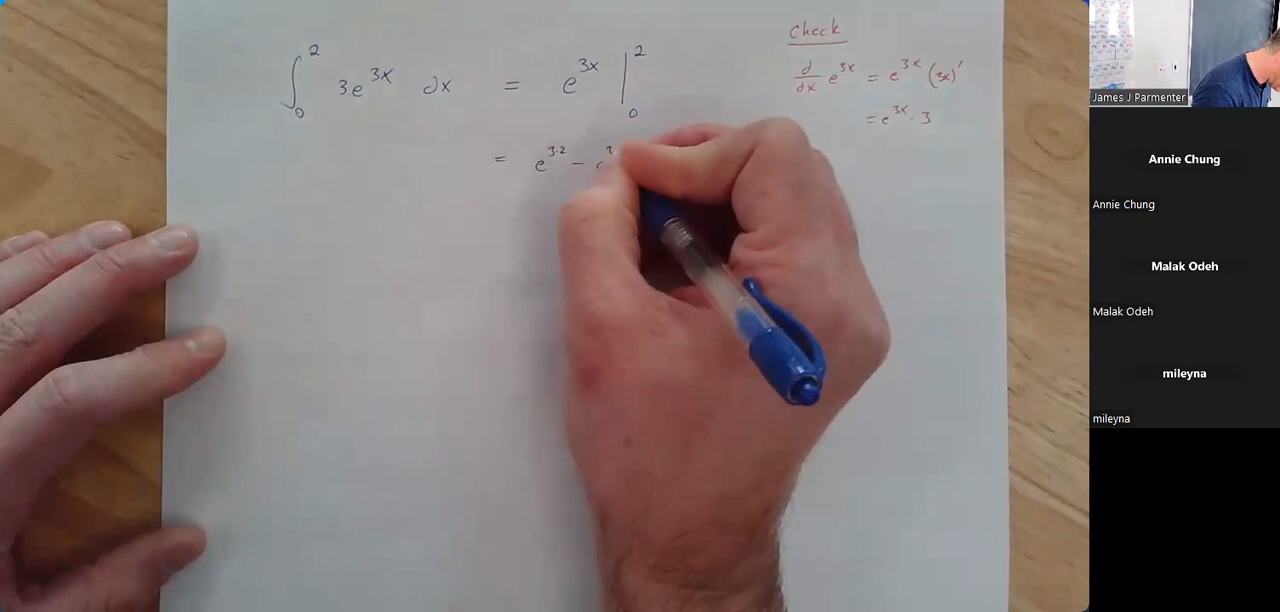 ∫₀² 3e^{3x} dx = e^{3x} |₀²
= e^{3·2} − e
Check
d/dx e^{3x} = e^{3x} (3x)′
= e^{3x} · 3
James J Parmenter
Annie Chung
Annie Chung
Malak Odeh
Malak Odeh
mileyna
mileyna